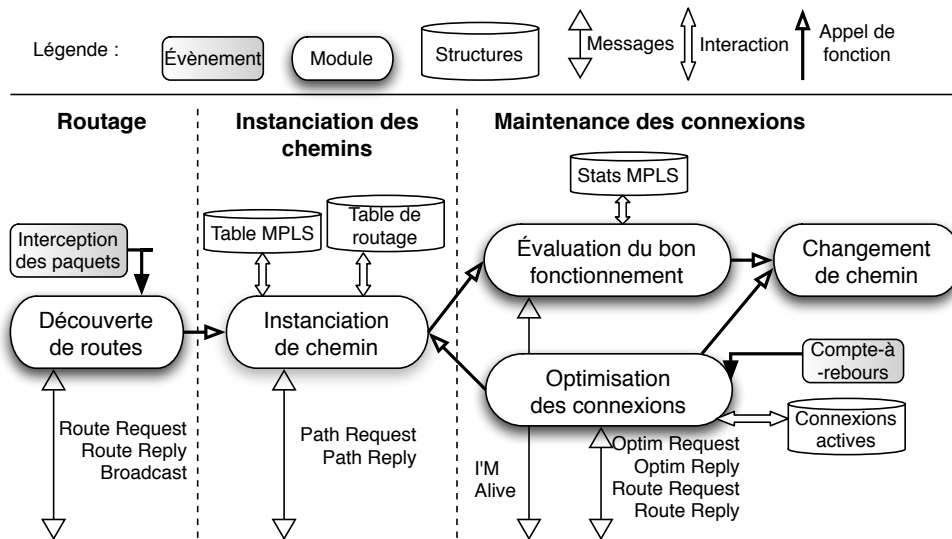 Légende :
Évènement
Module
Structures
Messages
Interaction
Appel de
fonction
Routage
Instanciation des
chemins
Maintenance des connexions
Interception
des paquets
Découverte
de routes
Route Request
Route Reply
Broadcast
Table MPLS
Table de
routage
Instanciation
de chemin
Path Request
Path Reply
Stats MPLS
Évaluation du bon
fonctionnement
Changement
de chemin
Optimisation
des connexions
Compte-à
-rebours
Connexions
actives
I'M
Alive
Optim Request
Optim Reply
Route Request
Route Reply